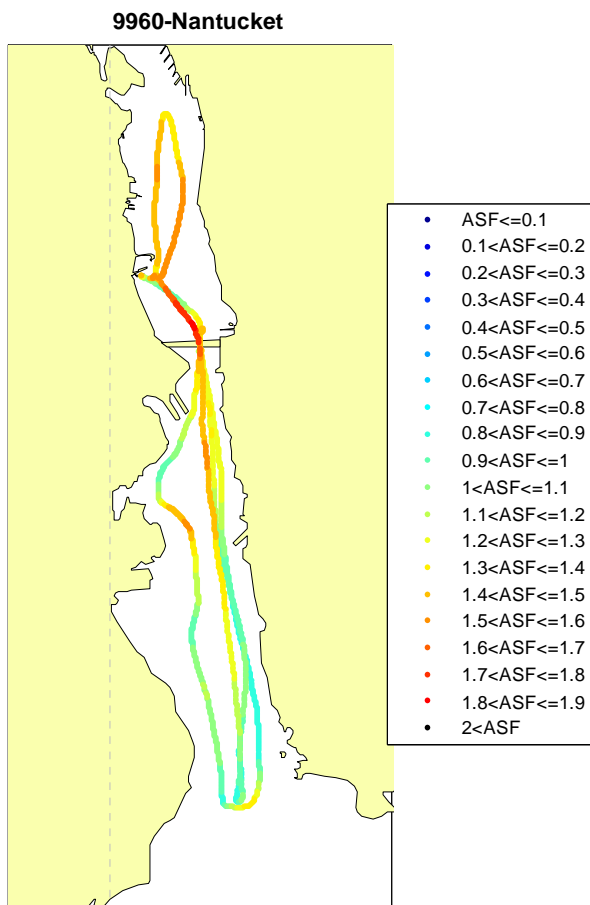 9960-Nantucket
ASF<=0.1
0.1<ASF<=0.2
0.2<ASF<=0.3
0.3<ASF<=0.4
0.4<ASF<=0.5
0.5<ASF<=0.6
0.6<ASF<=0.7
0.7<ASF<=0.8
0.8<ASF<=0.9
0.9<ASF<=1
1<ASF<=1.1
1.1<ASF<=1.2
1.2<ASF<=1.3
1.3<ASF<=1.4
1.4<ASF<=1.5
1.5<ASF<=1.6
1.6<ASF<=1.7
1.7<ASF<=1.8
1.8<ASF<=1.9
2<ASF